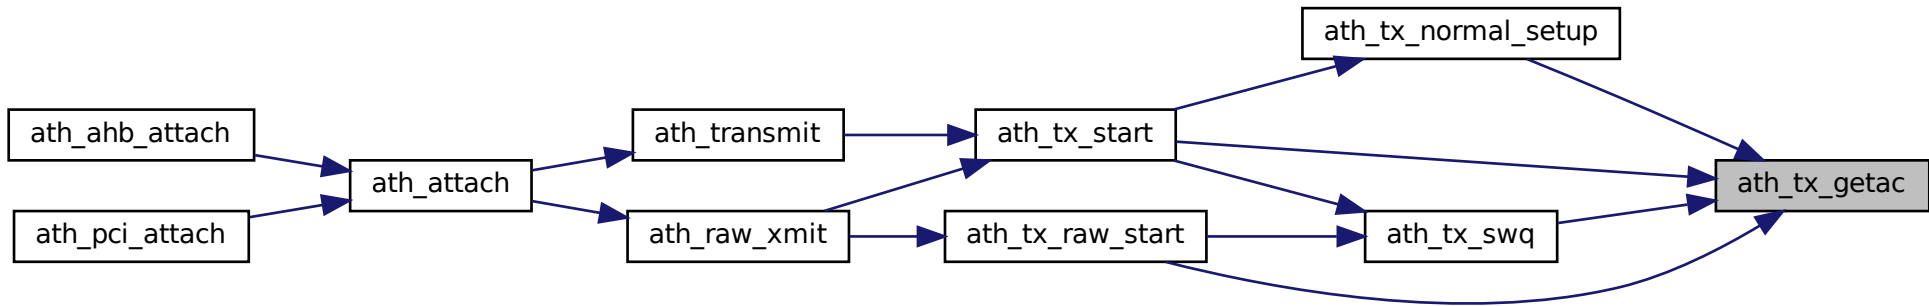 ath_tx_normal_setup
ath_ahb_attach
ath_transmit
ath_tx_start
ath_attach
ath_tx_getac
ath_pci_attach
ath_raw_xmit
ath_tx_raw_start
ath_tx_swq